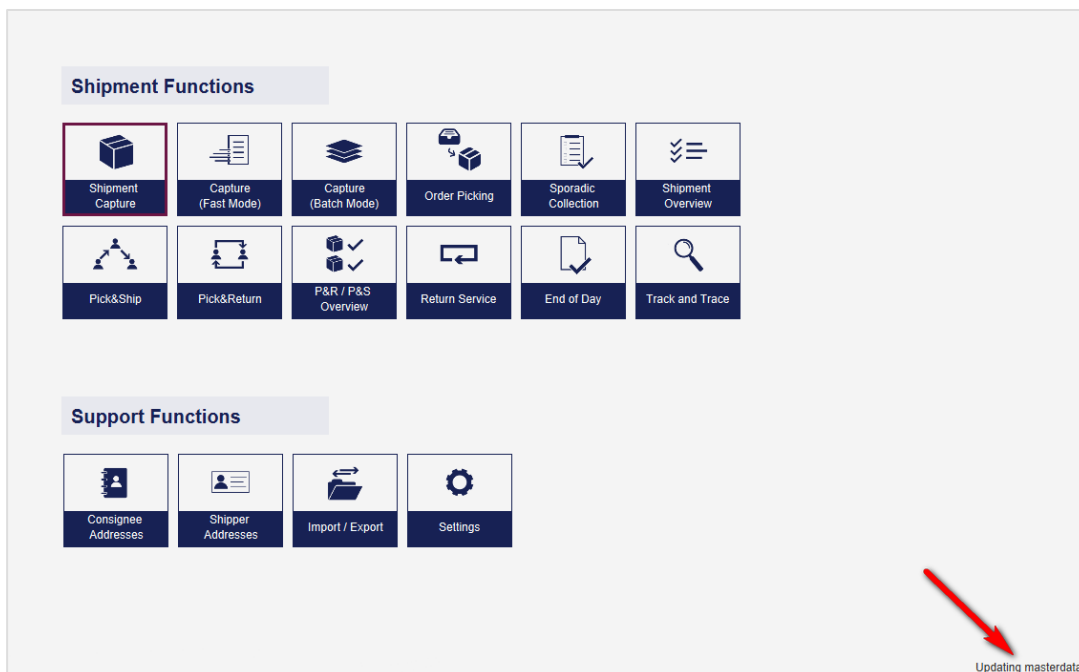 Shipment Functions
Shipment
Capture
Capture
(Fast Mode)
Capture
(Batch Mode)
Order Picking
Sporadic
Collection
Shipment
Overview
Pick&Ship
Pick&Return
P&R / P&S
Overview
Return Service
End of Day
Track and Trace
Support Functions
Consignee
Addresses
Shipper
Addresses
Import / Export
Settings
Updating masterdata